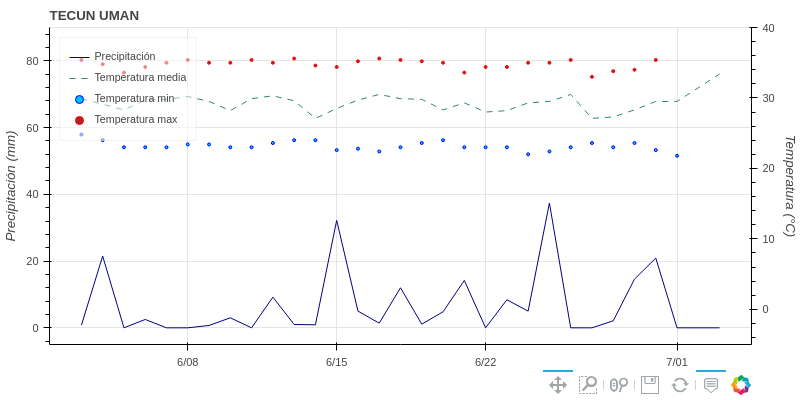 TECUN UMAN
Precipitación
Temperatura media
Temperatura min
Temperatura max
Precipitación (mm)
80
60
40
20
0
Temperatura (°C)
40
30
20
10
0
6/08
6/15
6/22
7/01